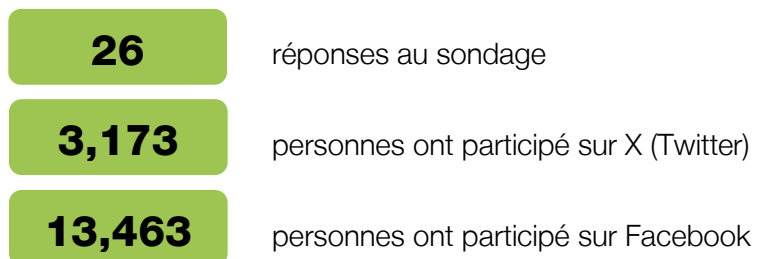 26 réponses au sondage
3,173 personnes ont participé sur X (Twitter)
13,463 personnes ont participé sur Facebook